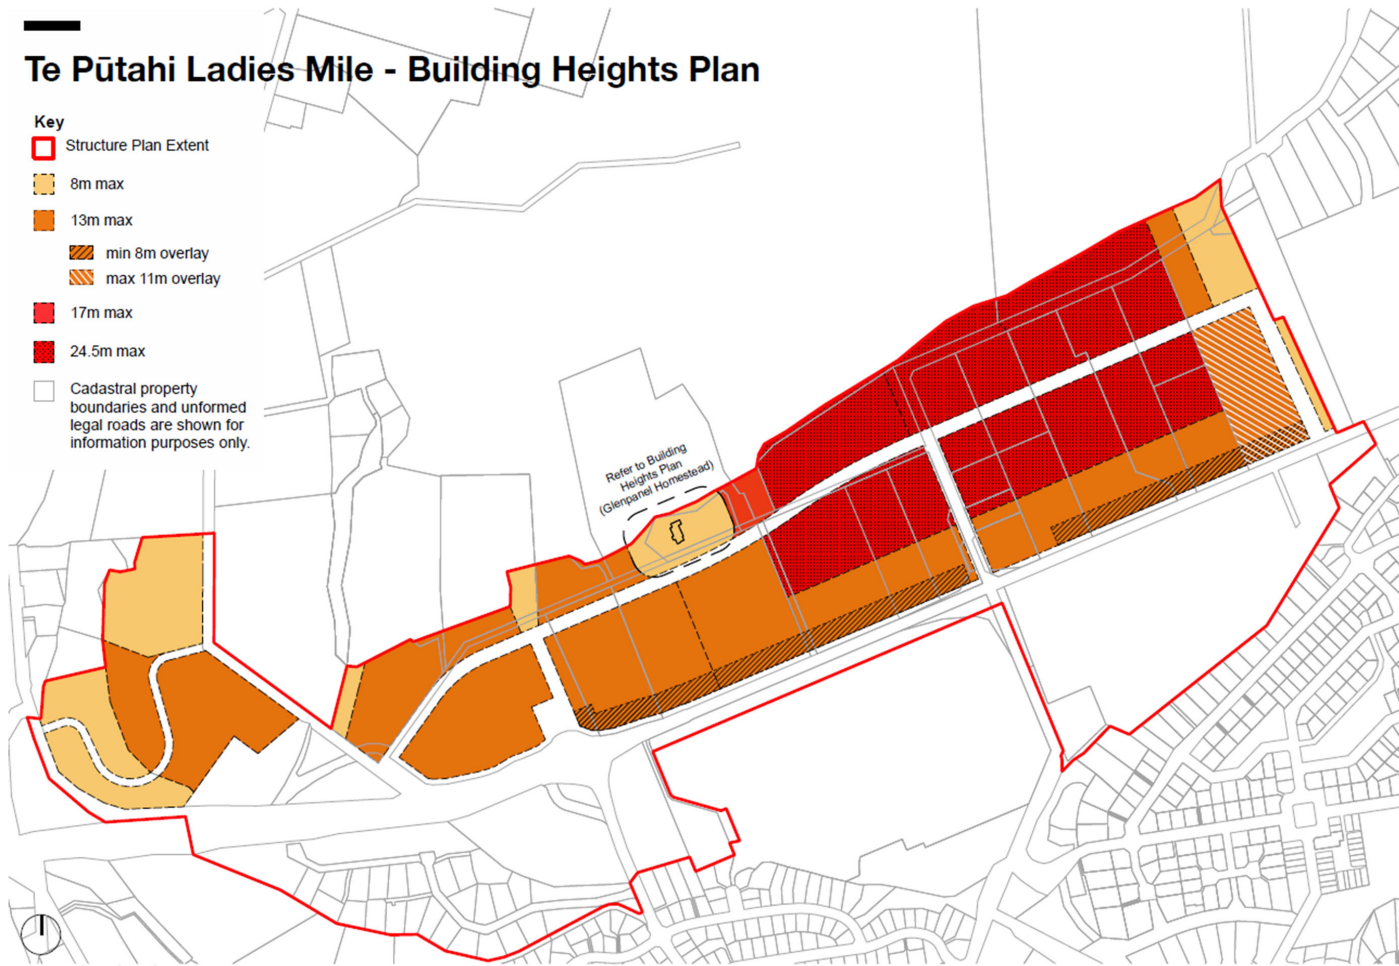 Te Pūtahi Ladies Mile - Building Heights Plan
Key
Structure Plan Extent
8m max
13m max
min 8m overlay
max 11m overlay
17m max
24.5m max
Cadastral property
boundaries and unformed
legal roads are shown for
information purposes only.
Refer to Building
Heights Plan
(Glenpanel Homestead)